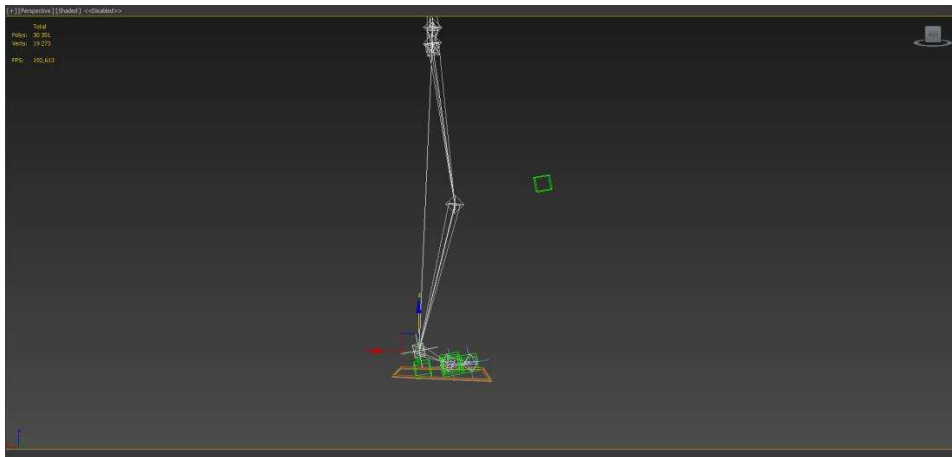 [+] [Perspective] [Shaded] <<Disabled>>
Total
Polys: 30 351
Verts: 19 273
FPS: 192,613